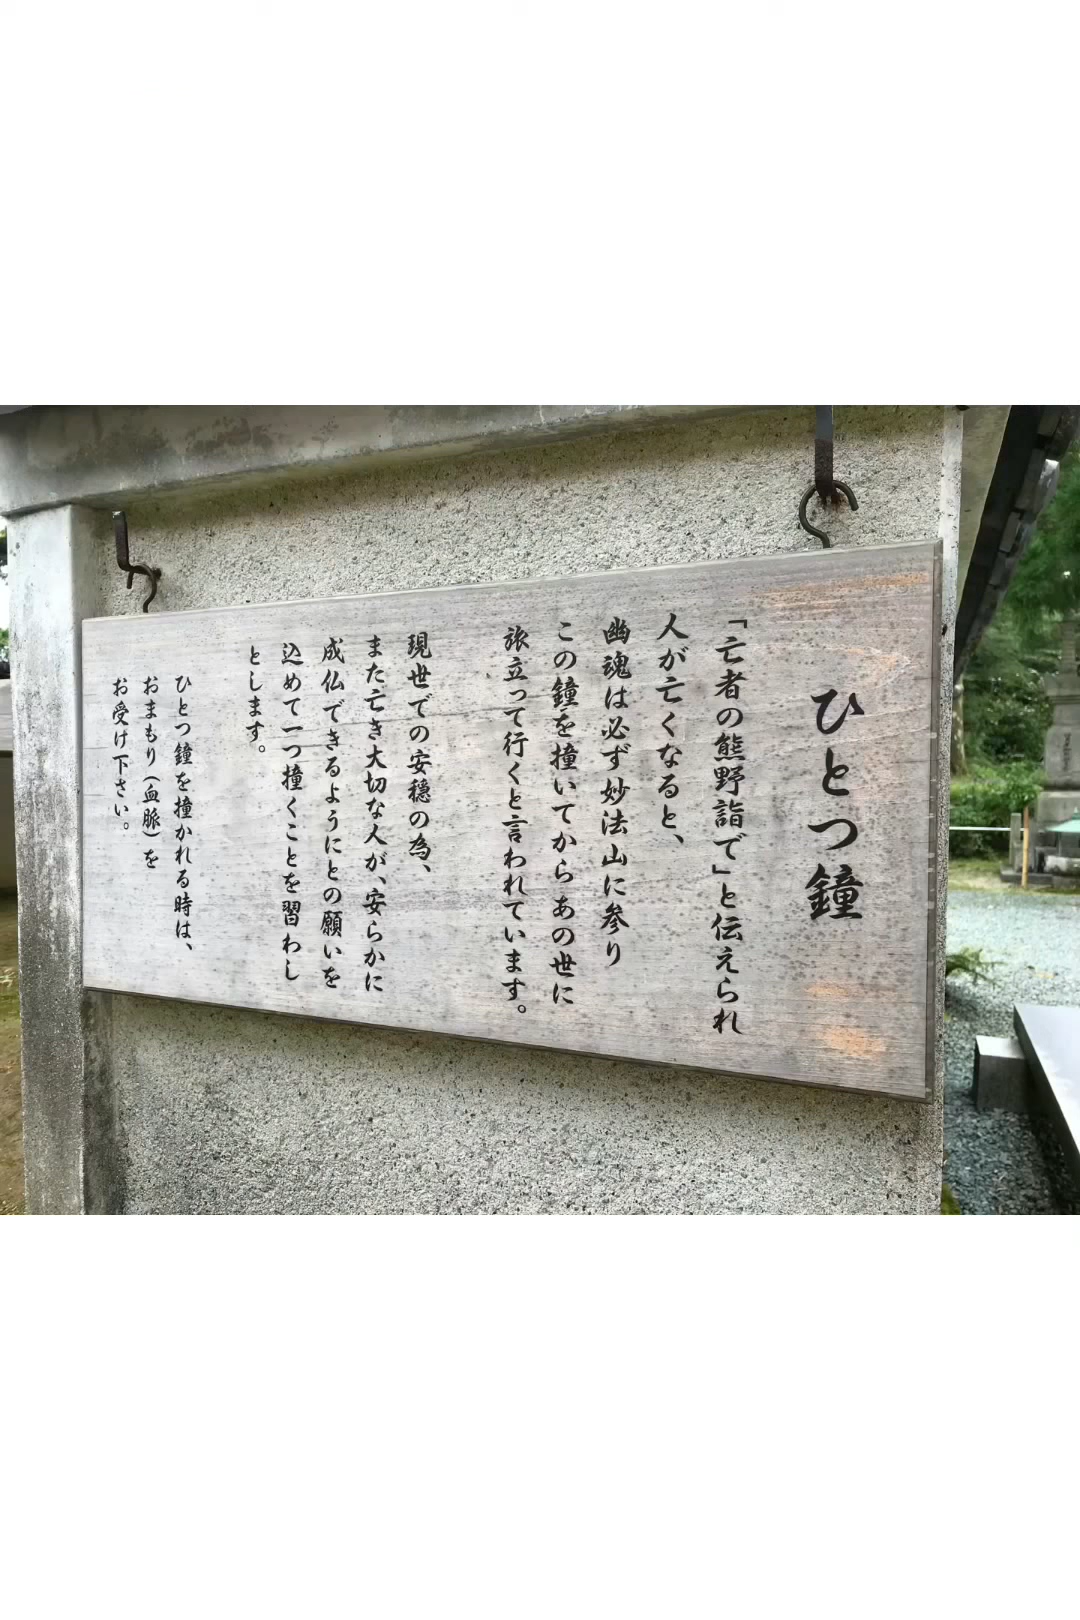 ひとつ鐘
「亡者の熊野詣で」と伝えられ
人が亡くなると、
幽魂は必ず妙法山に参り
この鐘を撞いてからあの世に
旅立って行くと言われています。
現世での安穏の為、
また亡き大切な人が、安らかに
成仏できるようにとの願いを
込めて一つ撞くことを習わし
とします。
ひとつ鐘を撞かれる時は、
おまもり（血脈）を
お受け下さい。